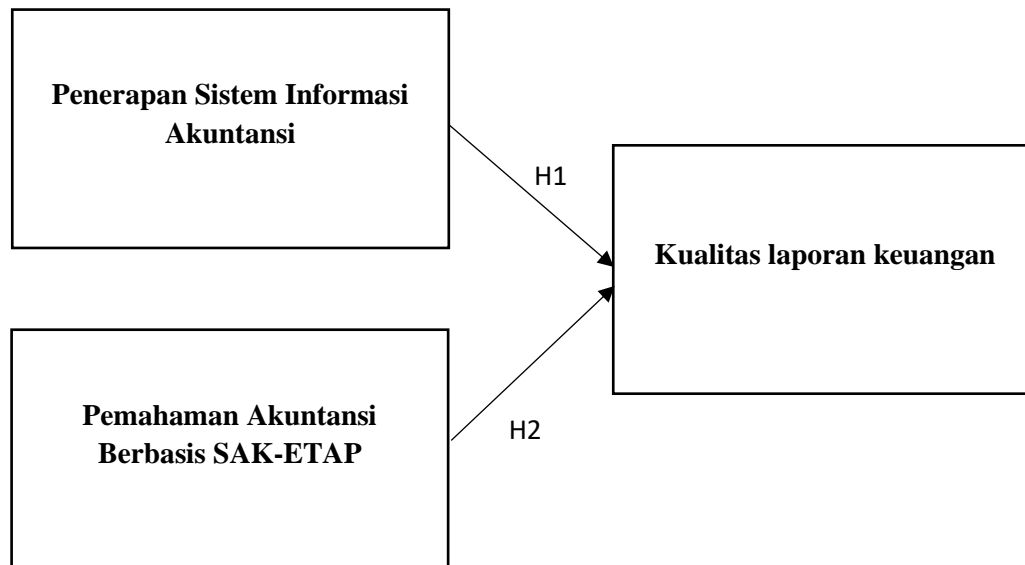 Penerapan Sistem Informasi
Akuntansi
H1
Kualitas laporan keuangan
Pemahaman Akuntansi
Berbasis SAK-ETAP
H2